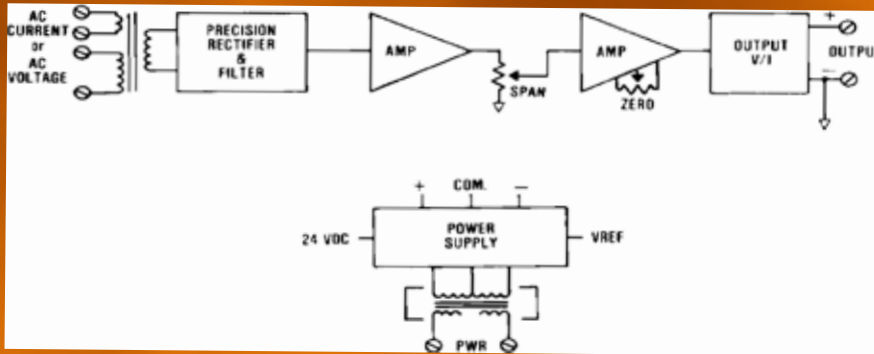 AC
CURRENT
or
AC
VOLTAGE
PRECISION
RECTIFIER
&
FILTER
AMP
SPAN
AMP
ZERO
OUTPUT
V/I
+
OUTPUT
−
+ COM. −
24 VDC
POWER
SUPPLY
VREF
PWR